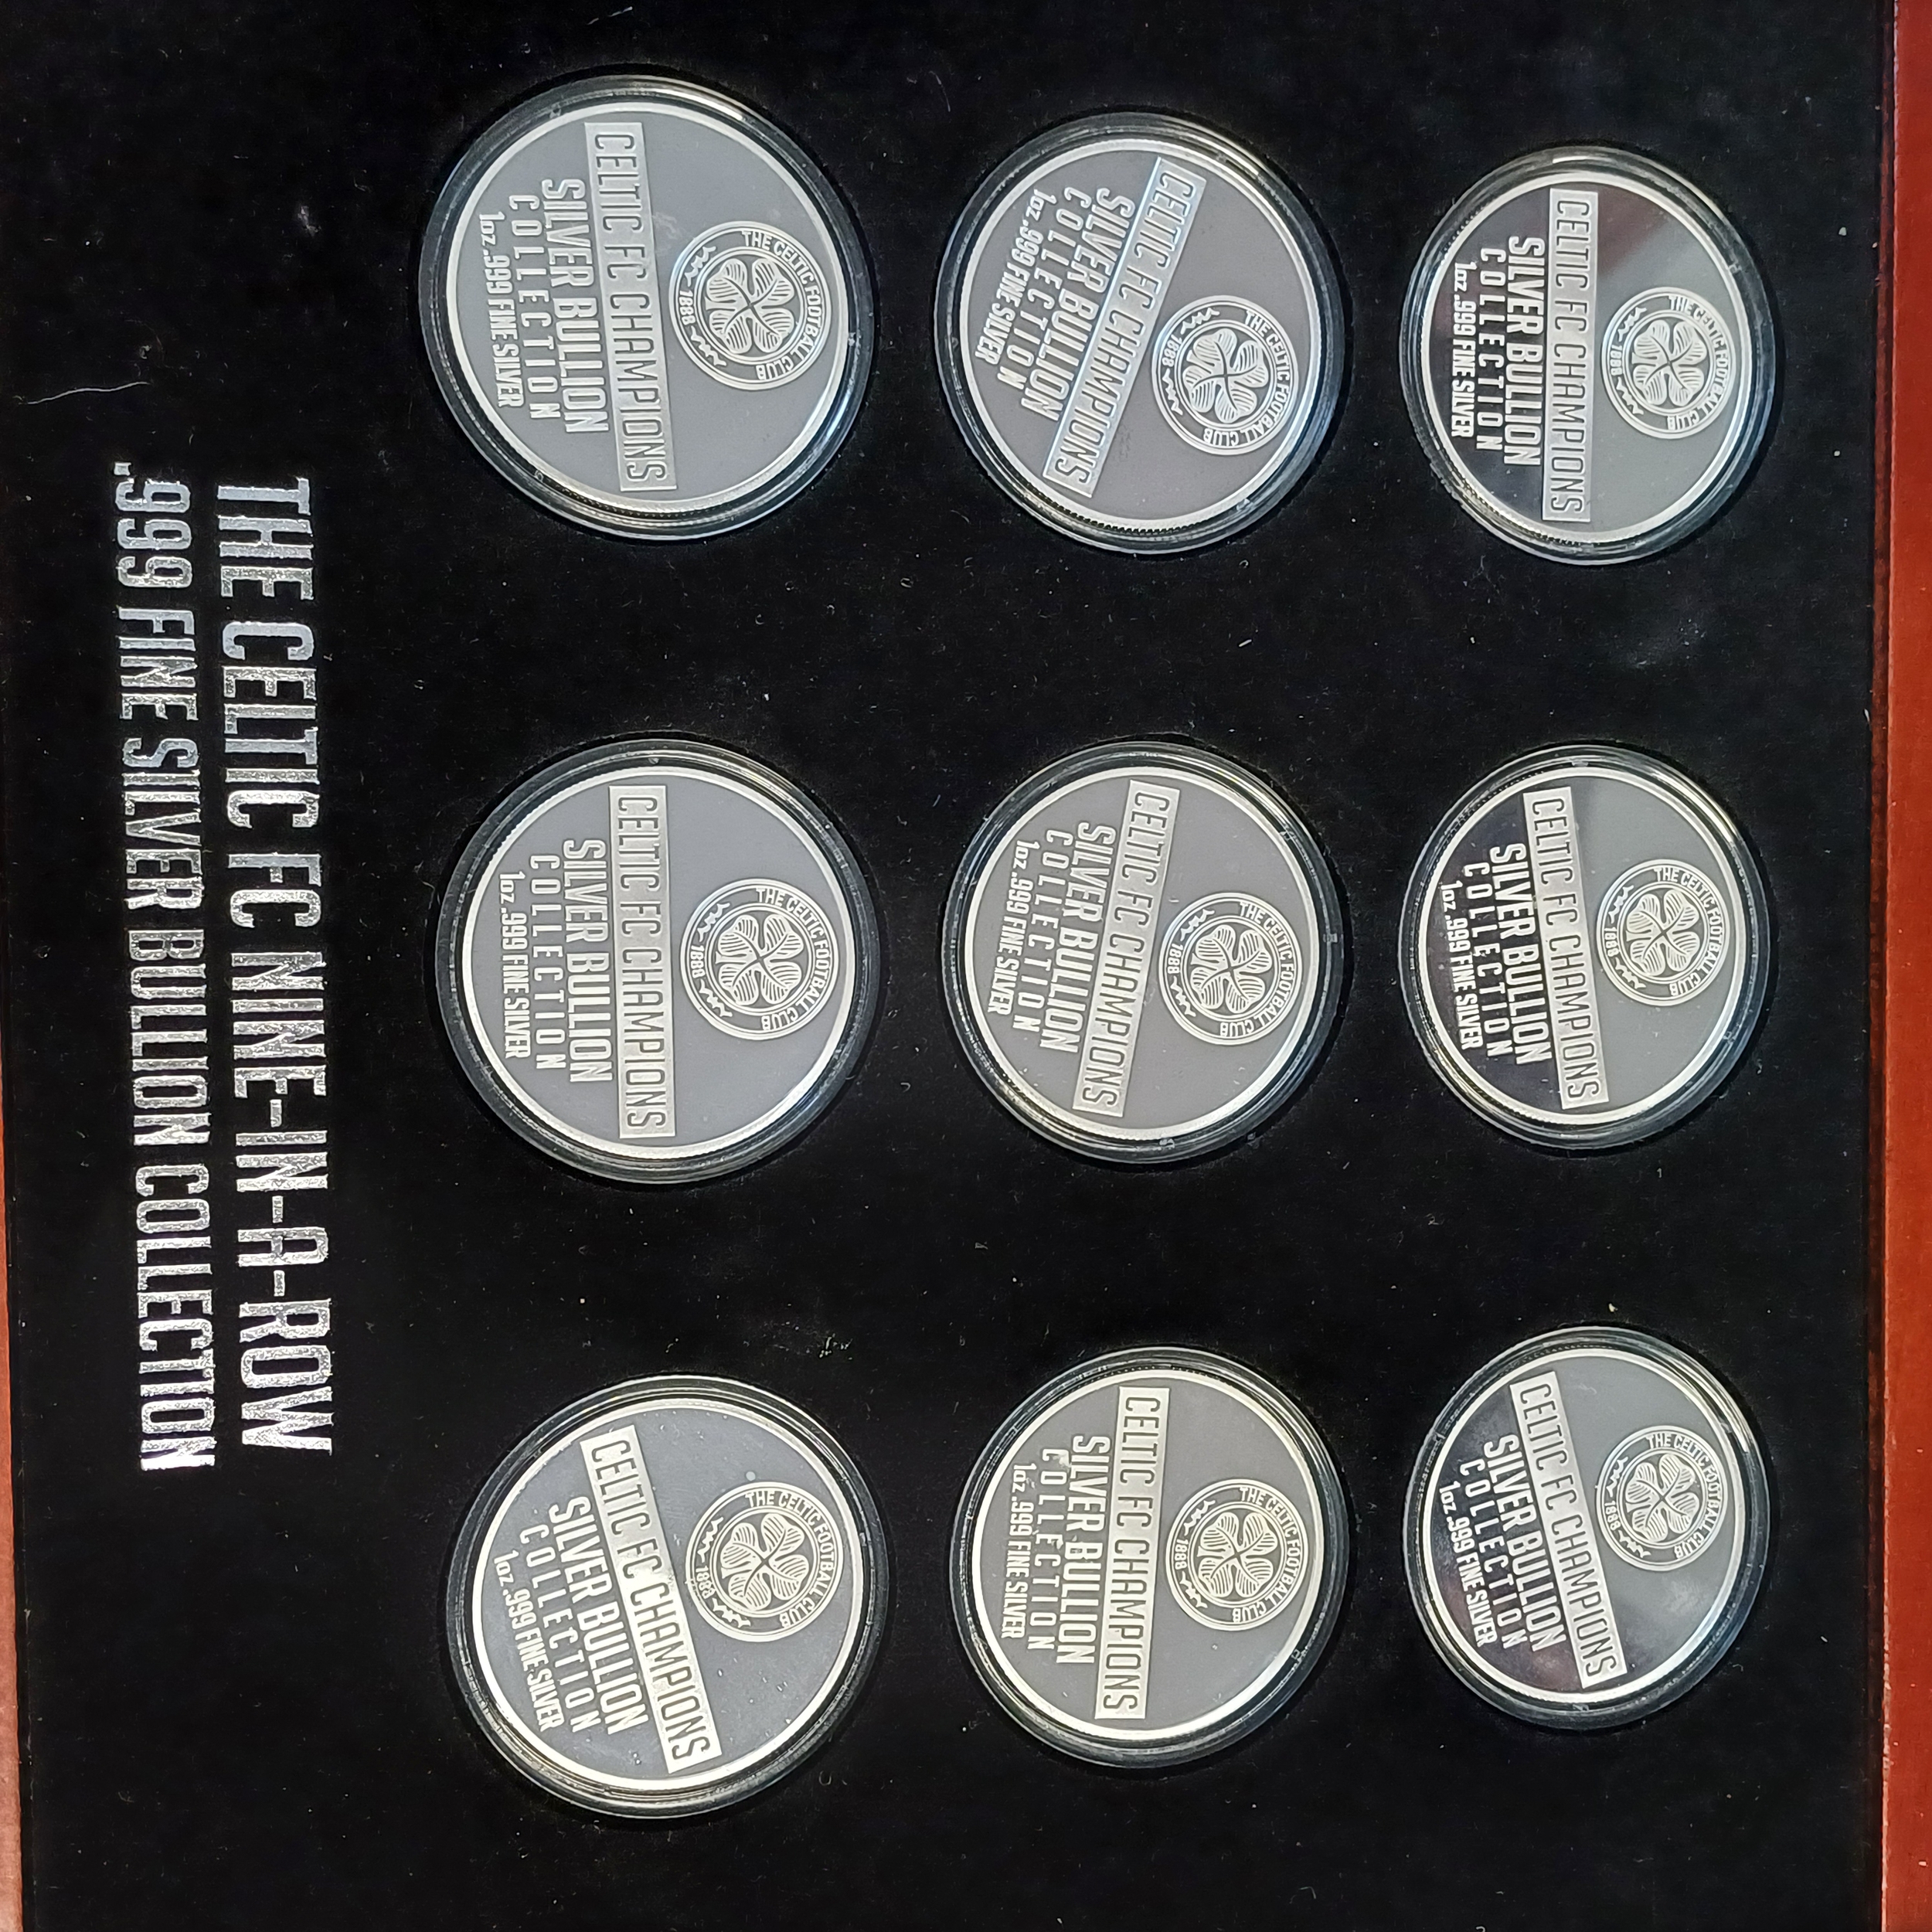 THE CELTIC FOOTBALL CLUB
1888
CELTIC FC CHAMPIONS
SILVER BULLION
COLLECTION
1oz .999 FINE SILVER
THE CELTIC FOOTBALL CLUB
1888
CELTIC FC CHAMPIONS
SILVER BULLION
COLLECTION
1oz .999 FINE SILVER
THE CELTIC FOOTBALL CLUB
1888
CELTIC FC CHAMPIONS
SILVER BULLION
COLLECTION
1oz .999 FINE SILVER
THE CELTIC FOOTBALL CLUB
1888
CELTIC FC CHAMPIONS
SILVER BULLION
COLLECTION
1oz .999 FINE SILVER
THE CELTIC FOOTBALL CLUB
1888
CELTIC FC CHAMPIONS
SILVER BULLION
COLLECTION
1oz .999 FINE SILVER
THE CELTIC FOOTBALL CLUB
1888
CELTIC FC CHAMPIONS
SILVER BULLION
COLLECTION
1oz .999 FINE SILVER
THE CELTIC FOOTBALL CLUB
1888
CELTIC FC CHAMPIONS
SILVER BULLION
COLLECTION
1oz .999 FINE SILVER
THE CELTIC FOOTBALL CLUB
1888
CELTIC FC CHAMPIONS
SILVER BULLION
COLLECTION
1oz .999 FINE SILVER
THE CELTIC FOOTBALL CLUB
1888
CELTIC FC CHAMPIONS
SILVER BULLION
COLLECTION
1oz .999 FINE SILVER
THE CELTIC FC NINE-IN-A-ROW
.999 FINE SILVER BULLION COLLECTION